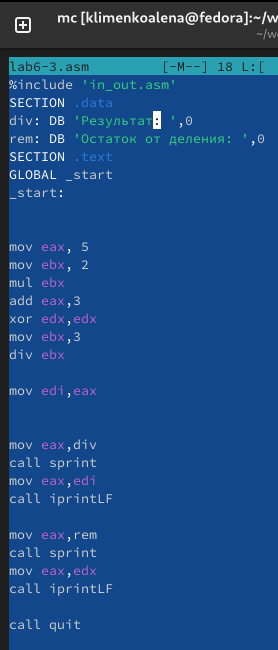 mc [klimenkoalena@fedora]:~/w
~/w
lab6-3.asm [-M--] 18 L:[
%include 'in_out.asm'
SECTION .data
div: DB 'Результат: ',0
rem: DB 'Остаток от деления: ',0
SECTION .text
GLOBAL _start
_start:
mov eax, 5
mov ebx, 2
mul ebx
add eax,3
xor edx,edx
mov ebx,3
div ebx
mov edi,eax
mov eax,div
call sprint
mov eax,edi
call iprintLF
mov eax,rem
call sprint
mov eax,edx
call iprintLF
call quit